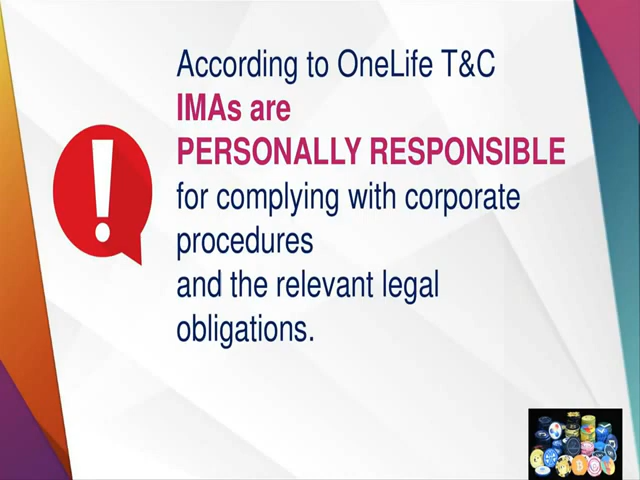 According to OneLife T&C
IMAs are
PERSONALLY RESPONSIBLE
for complying with corporate
procedures
and the relevant legal
obligations.